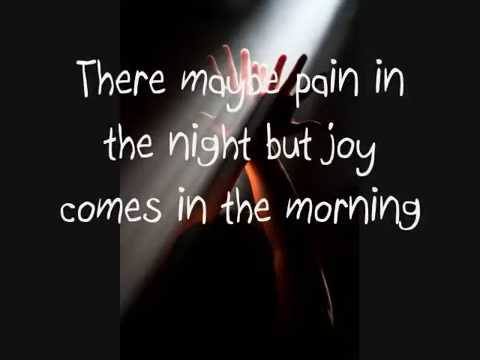 There maybe pain in
the night but joy
comes in the morning